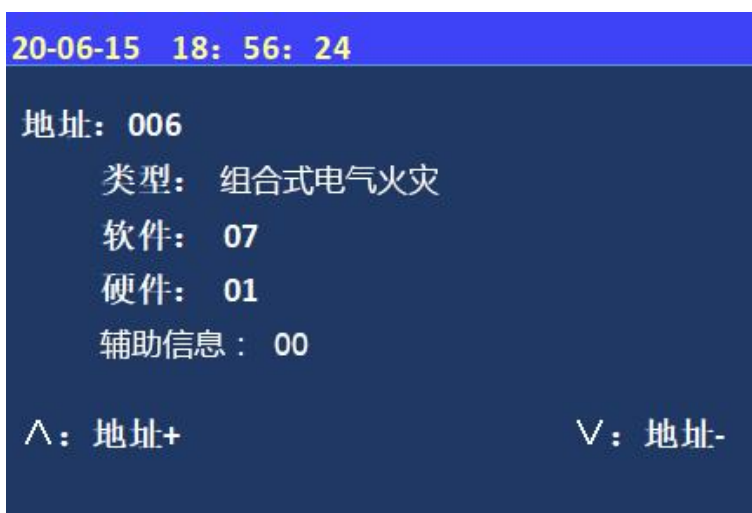 20-06-15 18：56：24
地址：006
类型： 组合式电气火灾
软件： 07
硬件： 01
辅助信息： 00
∧：地址+ ∨：地址-